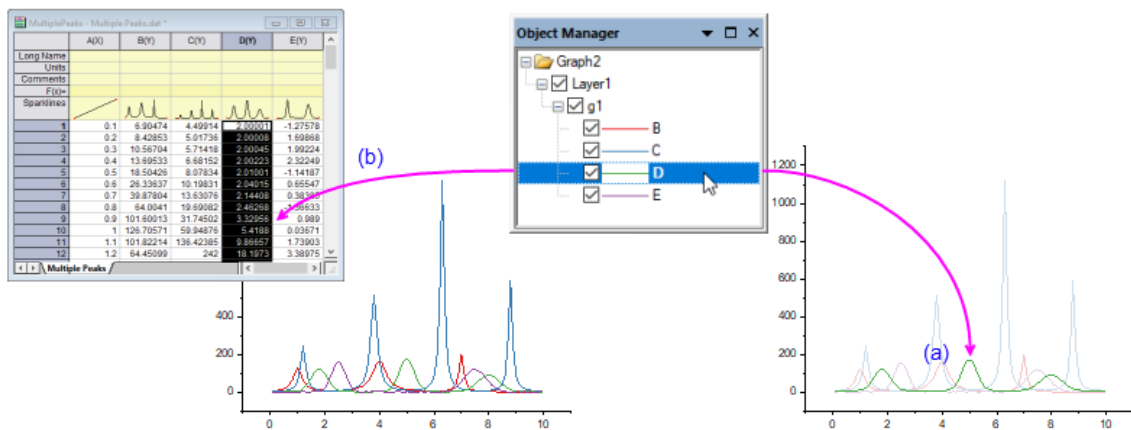 MultiplePeaks - Multiple Peaks.dat *
A(X) B(Y) C(Y) D(Y) E(Y)
Long Name
Units
Comments
F(x)=
Sparklines
1 0.1 6.90474 4.49914 2.00001 -1.27578
2 0.2 8.42853 5.01736 2.00008 1.69868
3 0.3 10.56704 5.71418 2.00045 1.99224
4 0.4 13.69533 6.68152 2.00223 2.32249
5 0.5 18.50426 8.07834 2.01001 -1.14187
6 0.6 26.33637 10.19831 2.04015 0.65547
7 0.7 39.87804 13.63076 2.14408
8 0.8 64.0041 19.69082 2.46268
9 0.9 101.60013 31.74502 3.32956 0.989
10 1 126.70571 59.94876 5.4188 0.03671
11 1.1 101.82214 136.42385 9.86657 1.73903
12 1.2 64.45099 242 18.1973 3.38975
Multiple Peaks
Object Manager
Graph2
Layer1
g1
B
C
D
E
(b)
(a)
400
200
0
0 2 4 6 8 10
1200
1000
800
600
400
200
0
0 2 4 6 8 10